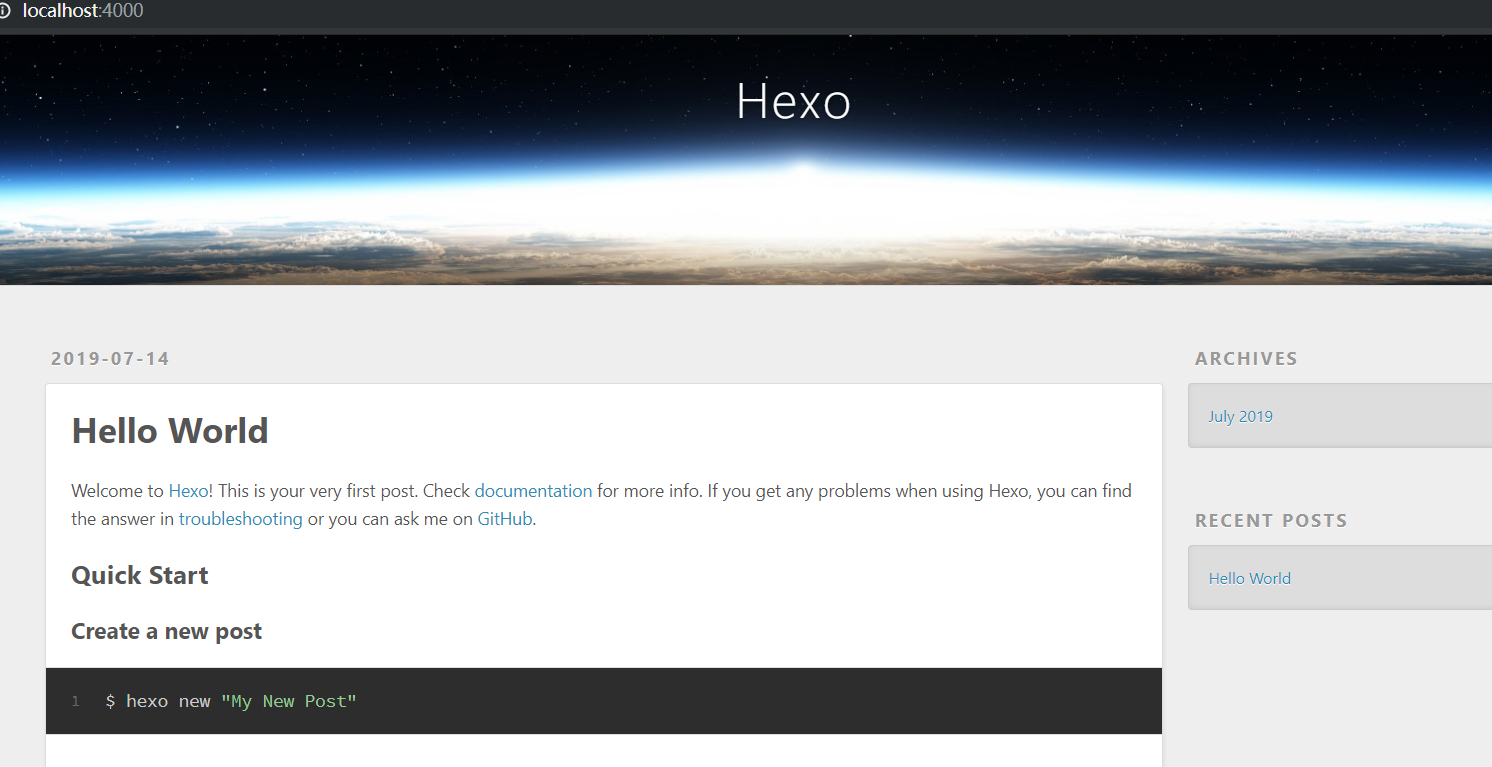 localhost:4000
Hexo
2019-07-14
Hello World
Welcome to Hexo! This is your very first post. Check documentation for more info. If you get any problems when using Hexo, you can find
the answer in troubleshooting or you can ask me on GitHub.
Quick Start
Create a new post
1 $ hexo new "My New Post"
ARCHIVES
July 2019
RECENT POSTS
Hello World